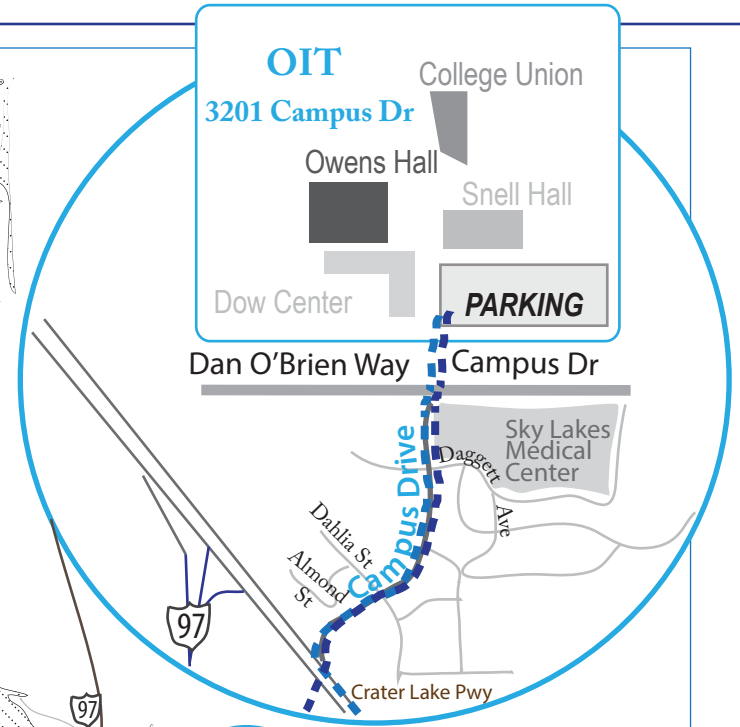 OIT
College Union
3201 Campus Dr
Owens Hall
Snell Hall
Dow Center
PARKING
Dan O'Brien Way
Campus Dr
Sky Lakes
Medical
Center
Daggett
Ave
Campus Drive
Dahlia St
Almond
St
97
97
Crater Lake Pwy